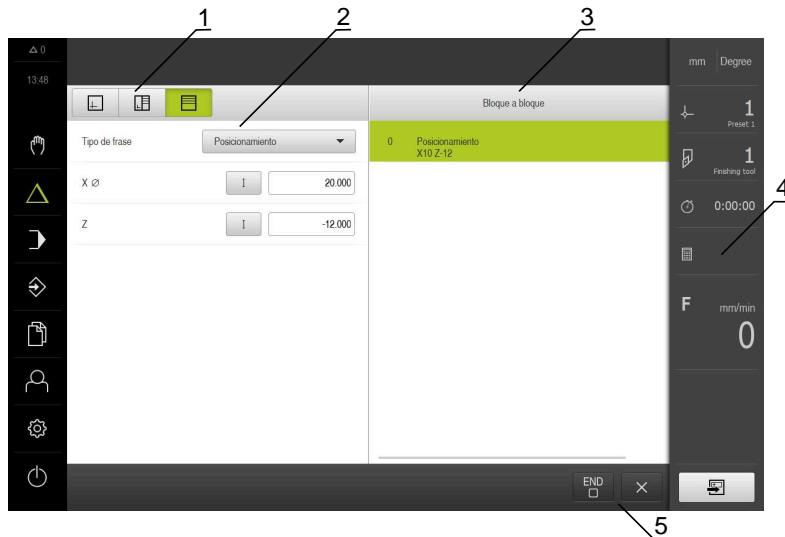 1
2
3
0
13:48
mm Degree
Bloque a bloque
1
Preset 1
Tipo de frase
Posicionamiento
0 Posicionamiento
X10 Z-12
1
Finishing tool
X Ø
I
20.000
4
0:00:00
Z
I
-12.000
F mm/min
0
END
5